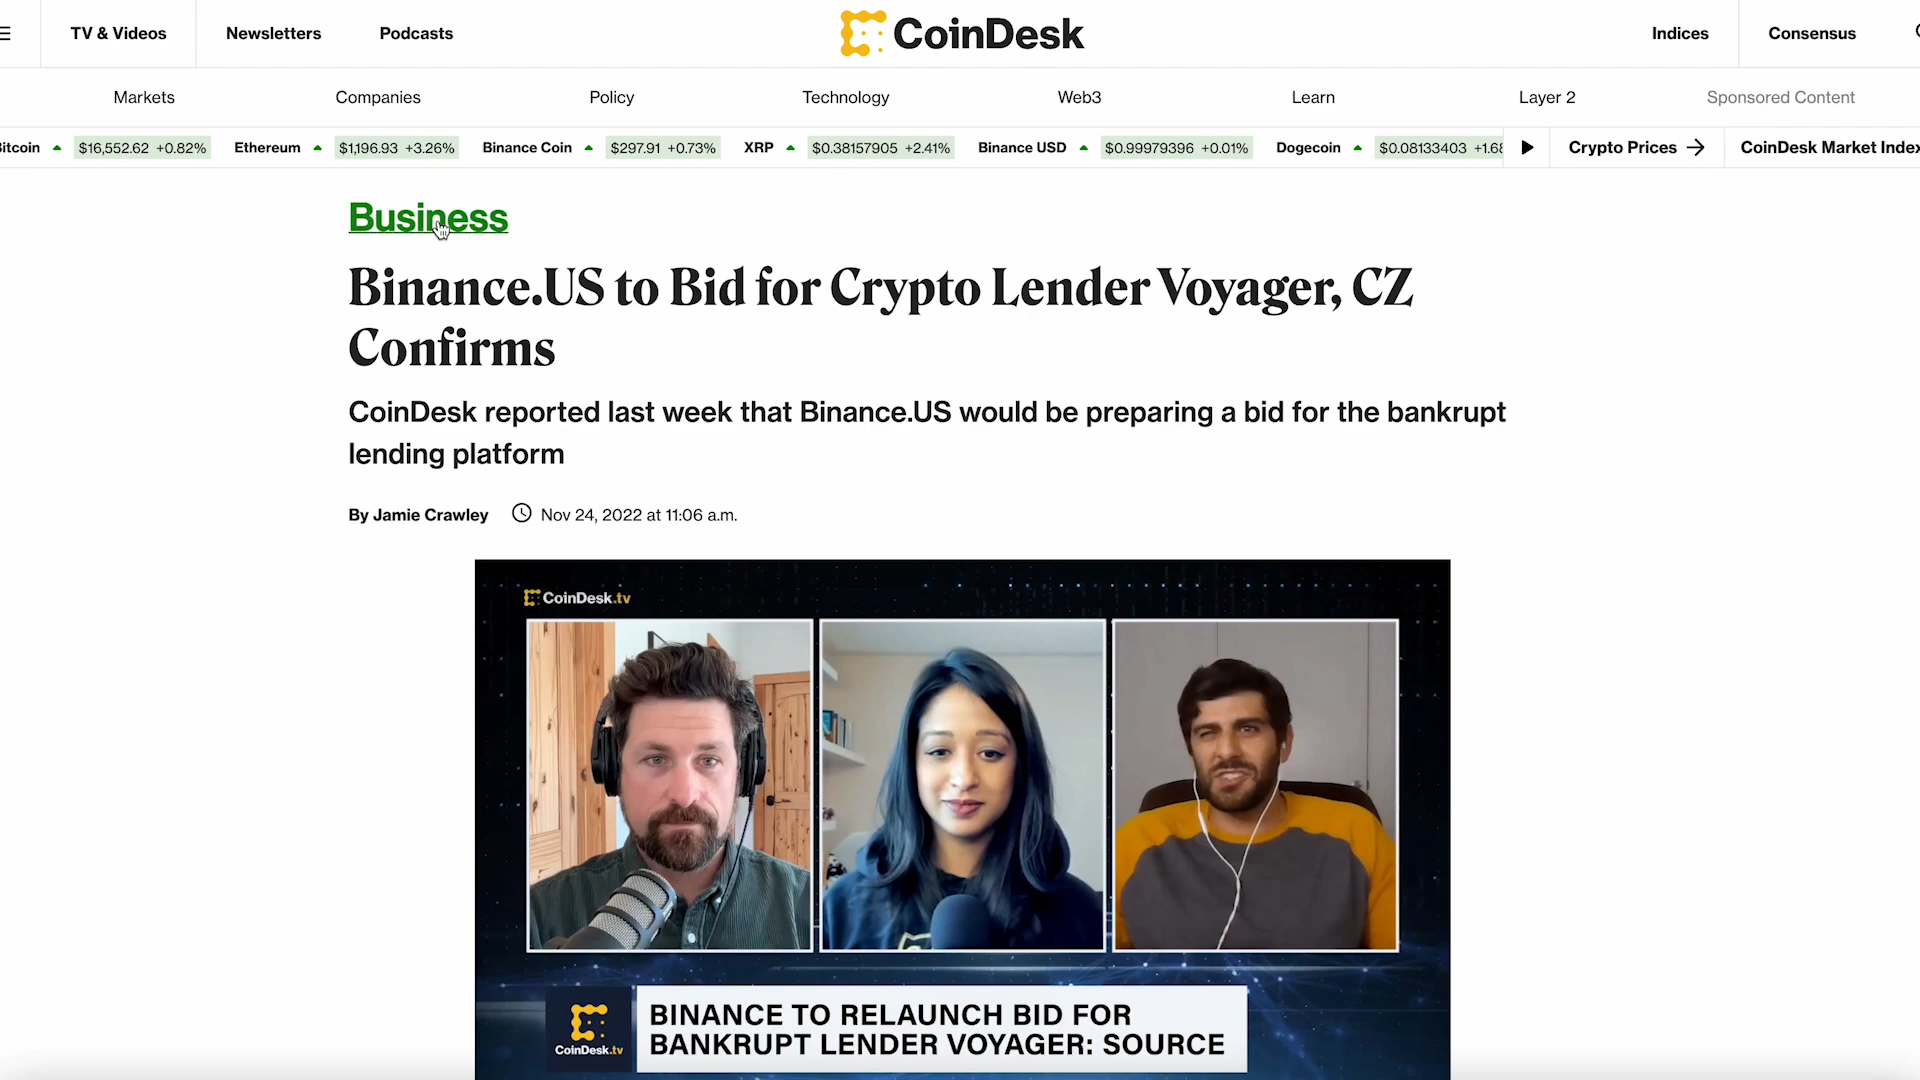 TV & Videos
Newsletters
Podcasts
CoinDesk
Indices
Consensus
Markets
Companies
Policy
Technology
Web3
Learn
Layer 2
Sponsored Content
itcoin $16,552.62 +0.82% Ethereum $1,196.93 +3.26% Binance Coin $297.91 +0.73% XRP $0.38157905 +2.41% Binance USD $0.99979396 +0.01% Dogecoin $0.08133403 +1.68
Crypto Prices
CoinDesk Market Index
Business
Binance.US to Bid for Crypto Lender Voyager, CZ
Confirms
CoinDesk reported last week that Binance.US would be preparing a bid for the bankrupt
lending platform
By Jamie Crawley Nov 24, 2022 at 11:06 a.m.
CoinDesk.tv
BINANCE TO RELAUNCH BID FOR
BANKRUPT LENDER VOYAGER: SOURCE
CoinDesk.tv